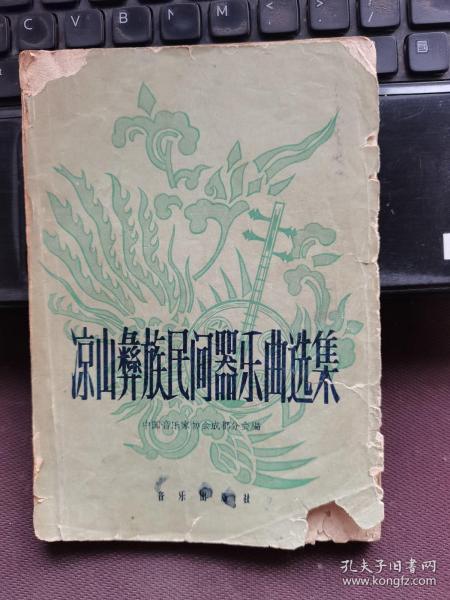 凉山彝族民间器乐曲选集
中国音乐家协会成都分会編
音乐出版社
孔夫子旧书网
www.kongfz.com